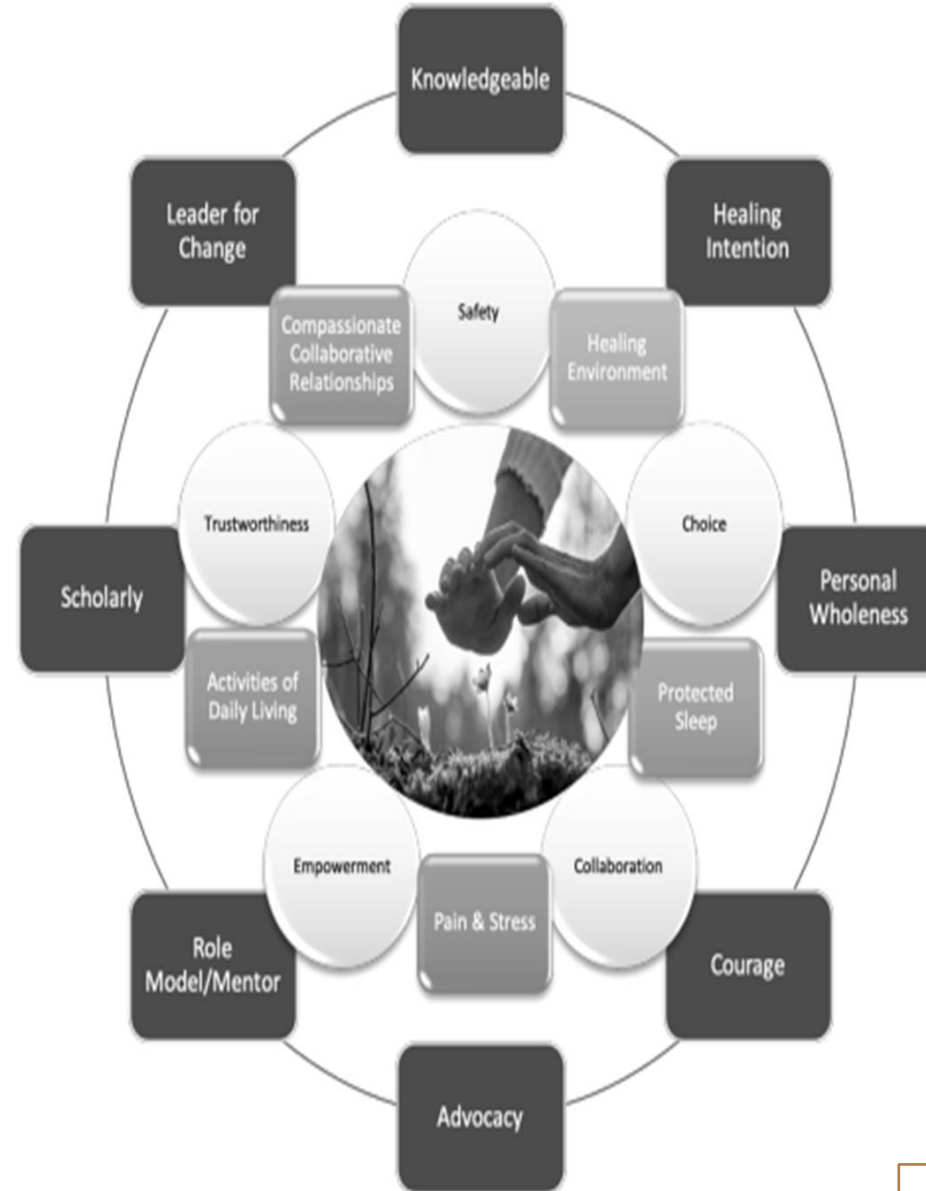 Knowledgeable
Leader for
Change
Healing
Intention
Safety
Compassionate
Collaborative
Relationships
Healing
Environment
Trustworthiness
Choice
Scholarly
Personal
Wholeness
Activities of
Daily Living
Protected
Sleep
Empowerment
Collaboration
Pain & Stress
Role
Model/Mentor
Courage
Advocacy